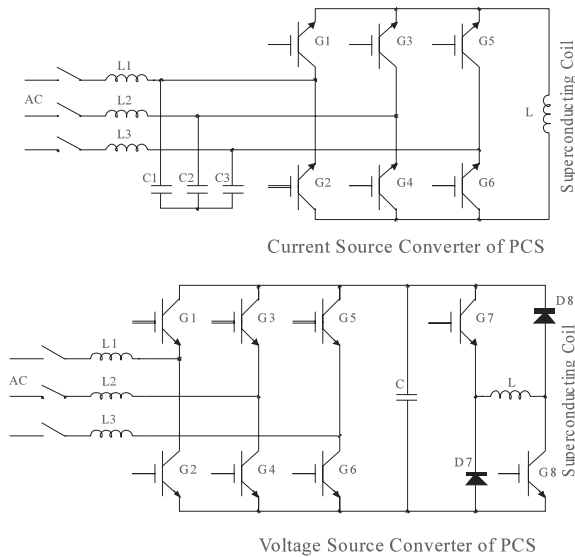 G1 G3 G5
L1
AC L2 L
L3
C1 C2 C3
G2 G4 G6
Superconducting Coil
Current Source Converter of PCS
D8
G1 G3 G5 G7
L1
AC L2 C L
L3
D7
G2 G4 G6 G8
Superconducting Coil
Voltage Source Converter of PCS